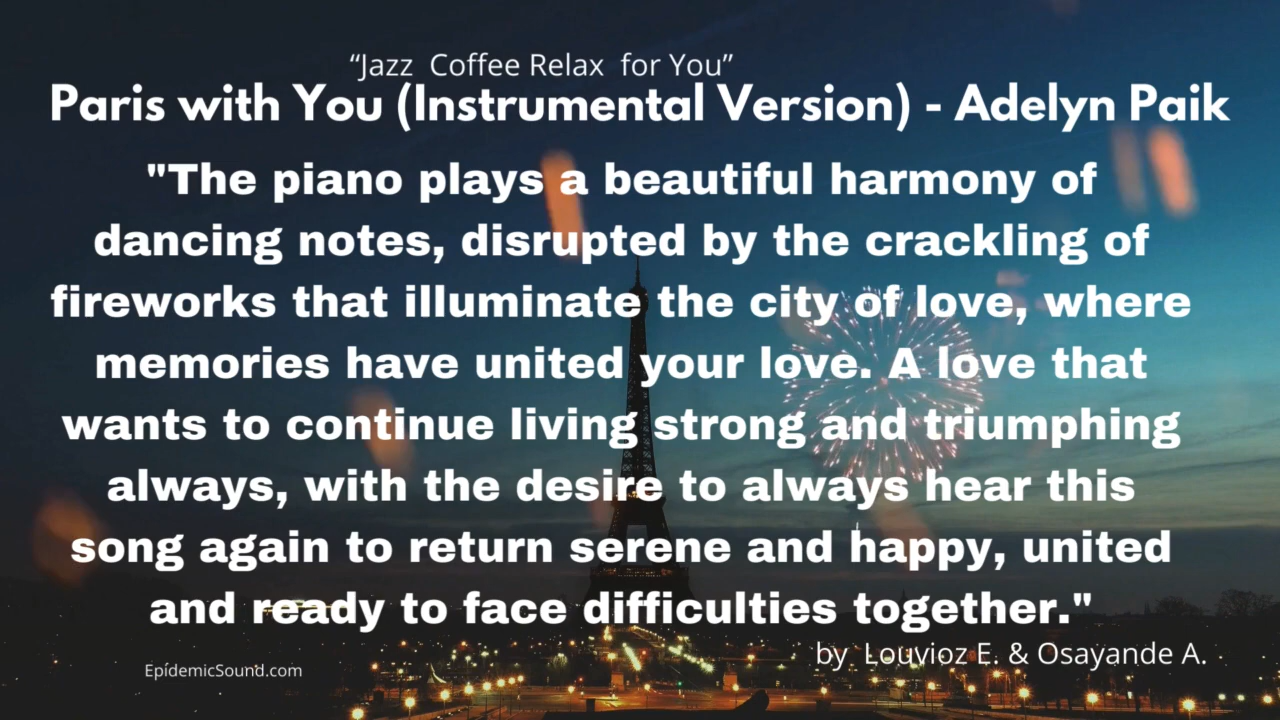 “Jazz Coffee Relax for You”
Paris with You (Instrumental Version) - Adelyn Paik
"The piano plays a beautiful harmony of
dancing notes, disrupted by the crackling of
fireworks that illuminate the city of love, where
memories have united your love. A love that
wants to continue living strong and triumphing
always, with the desire to always hear this
song again to return serene and happy, united
and ready to face difficulties together."
by Louvioz E. & Osayande A.
EpidemicSound.com